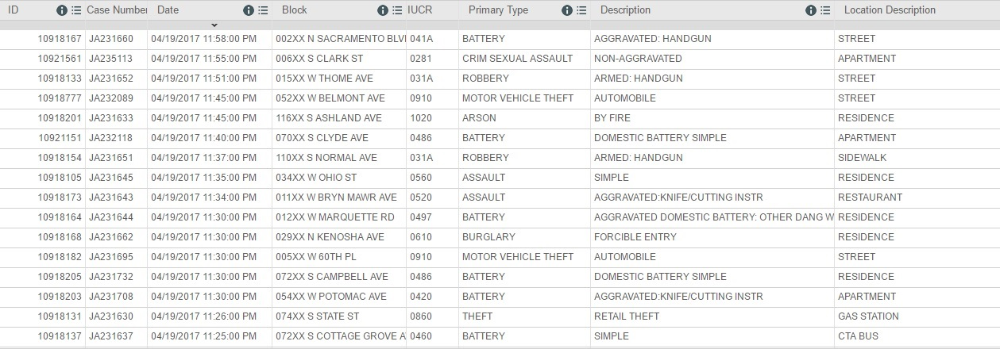 ID Case Number Date Block IUCR Primary Type Description Location Description
10918167 JA231660 04/19/2017 11:58:00 PM 002XX N SACRAMENTO BLV 041A BATTERY AGGRAVATED: HANDGUN STREET
10921561 JA235113 04/19/2017 11:55:00 PM 006XX S CLARK ST 0281 CRIM SEXUAL ASSAULT NON-AGGRAVATED APARTMENT
10918133 JA231652 04/19/2017 11:51:00 PM 015XX W THOME AVE 031A ROBBERY ARMED: HANDGUN STREET
10918777 JA232089 04/19/2017 11:45:00 PM 052XX W BELMONT AVE 0910 MOTOR VEHICLE THEFT AUTOMOBILE STREET
10918201 JA231633 04/19/2017 11:45:00 PM 116XX S ASHLAND AVE 1020 ARSON BY FIRE RESIDENCE
10921151 JA232118 04/19/2017 11:40:00 PM 070XX S CLYDE AVE 0486 BATTERY DOMESTIC BATTERY SIMPLE APARTMENT
10918154 JA231651 04/19/2017 11:37:00 PM 110XX S NORMAL AVE 031A ROBBERY ARMED: HANDGUN SIDEWALK
10918105 JA231645 04/19/2017 11:35:00 PM 034XX W OHIO ST 0560 ASSAULT SIMPLE RESIDENCE
10918173 JA231643 04/19/2017 11:34:00 PM 011XX W BRYN MAWR AVE 0520 ASSAULT AGGRAVATED:KNIFE/CUTTING INSTR RESTAURANT
10918164 JA231644 04/19/2017 11:30:00 PM 012XX W MARQUETTE RD 0497 BATTERY AGGRAVATED DOMESTIC BATTERY: OTHER DANG W RESIDENCE
10918168 JA231662 04/19/2017 11:30:00 PM 029XX N KENOSHA AVE 0610 BURGLARY FORCIBLE ENTRY RESIDENCE
10918182 JA231695 04/19/2017 11:30:00 PM 005XX W 60TH PL 0910 MOTOR VEHICLE THEFT AUTOMOBILE STREET
10918205 JA231732 04/19/2017 11:30:00 PM 072XX S CAMPBELL AVE 0486 BATTERY DOMESTIC BATTERY SIMPLE RESIDENCE
10918203 JA231708 04/19/2017 11:30:00 PM 054XX W POTOMAC AVE 0420 BATTERY AGGRAVATED:KNIFE/CUTTING INSTR APARTMENT
10918131 JA231630 04/19/2017 11:26:00 PM 074XX S STATE ST 0860 THEFT RETAIL THEFT GAS STATION
10918137 JA231637 04/19/2017 11:25:00 PM 072XX S COTTAGE GROVE A 0460 BATTERY SIMPLE CTA BUS